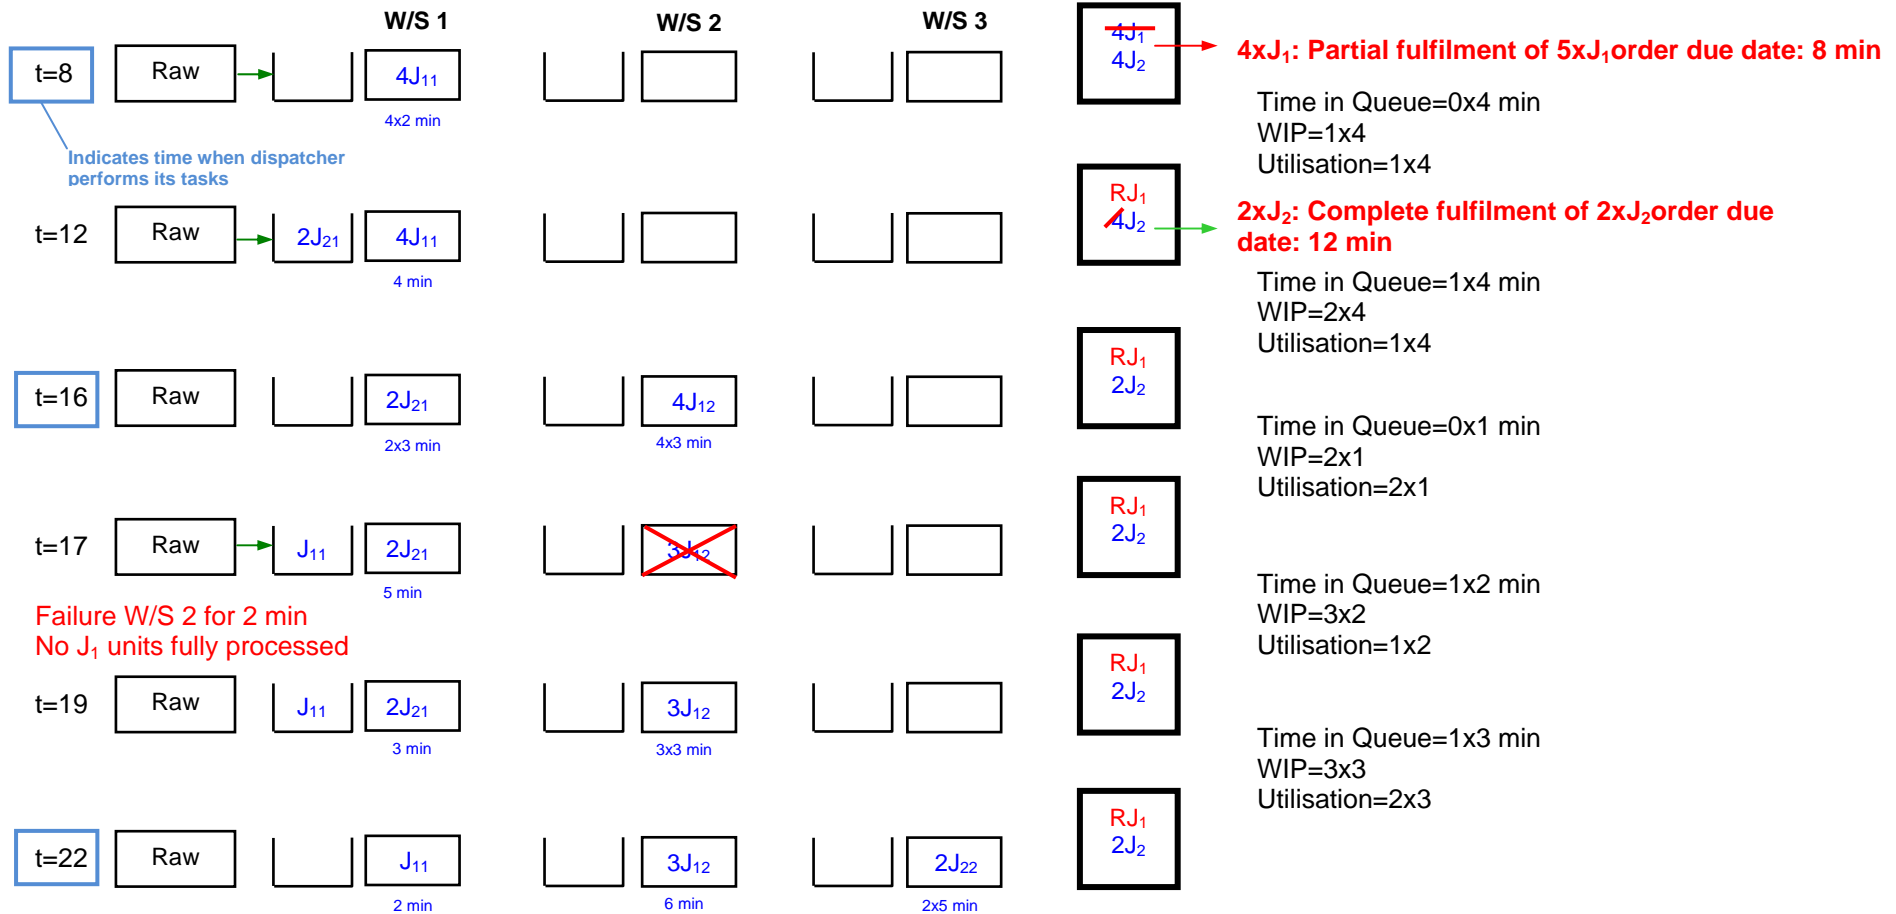 W/S 1 W/S 2 W/S 3
t=8 Raw 4J₁₁ 4J₁
4J₂
4x2 min
4xJ₁: Partial fulfilment of 5xJ₁order due date: 8 min
Time in Queue=0x4 min
WIP=1x4
Utilisation=1x4
Indicates time when dispatcher
performs its tasks
t=12 Raw 2J₂₁ 4J₁₁ RJ₁
4J₂
4 min
2xJ₂: Complete fulfilment of 2xJ₂order due
date: 12 min
Time in Queue=1x4 min
WIP=2x4
Utilisation=1x4
t=16 Raw 2J₂₁ 4J₁₂ RJ₁
2J₂
2x3 min 4x3 min
Time in Queue=0x1 min
WIP=2x1
Utilisation=2x1
t=17 Raw J₁₁ 2J₂₁ 3J₁₂ RJ₁
2J₂
5 min
Failure W/S 2 for 2 min
No J₁ units fully processed
Time in Queue=1x2 min
WIP=3x2
Utilisation=1x2
t=19 Raw J₁₁ 2J₂₁ 3J₁₂ RJ₁
2J₂
3 min 3x3 min
Time in Queue=1x3 min
WIP=3x3
Utilisation=2x3
t=22 Raw J₁₁ 3J₁₂ 2J₂₂ RJ₁
2J₂
2 min 6 min 2x5 min